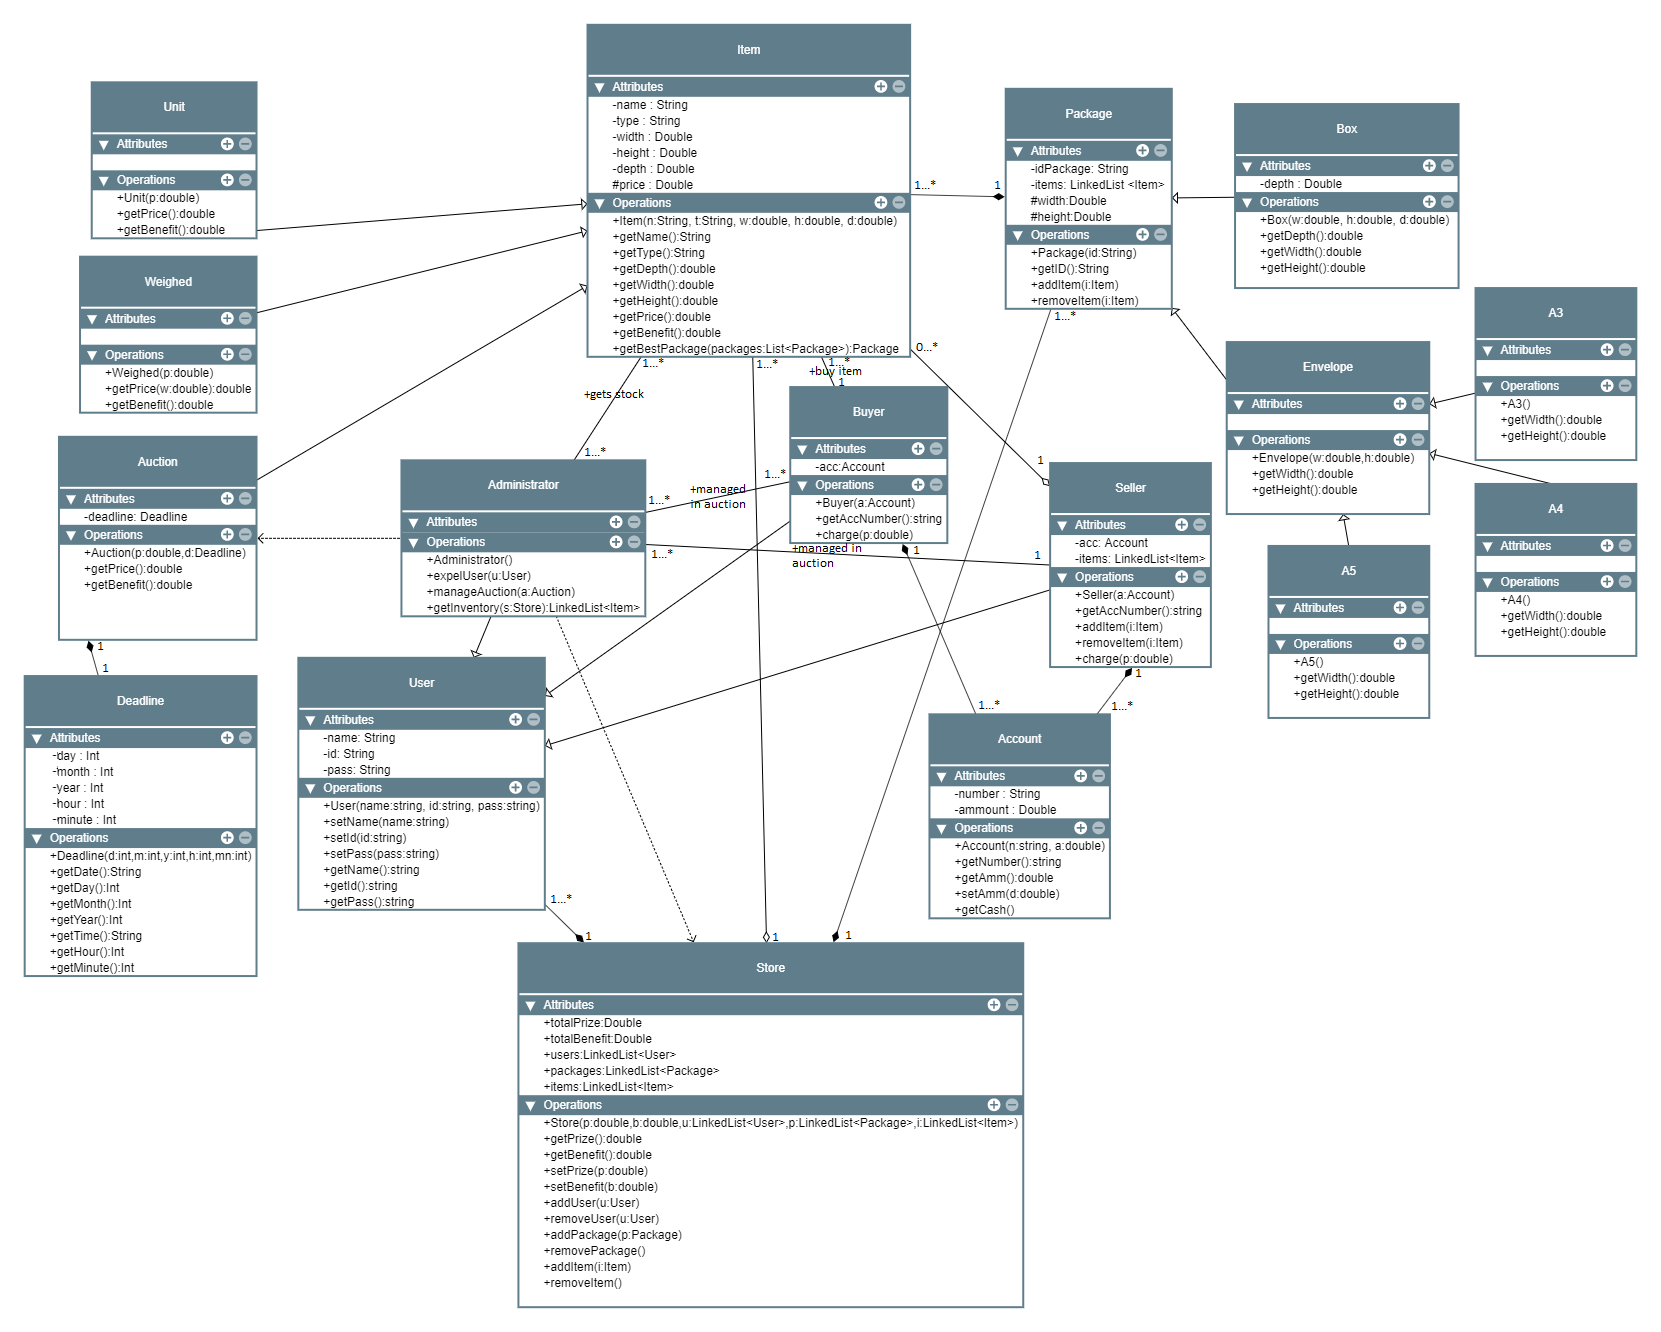 Item
Attributes
-name : String
-type : String
-width : Double
-height : Double
-depth : Double
#price : Double
Operations
+Item(n:String, t:String, w:double, h:double, d:double)
+getName():String
+getType():String
+getDepth():double
+getWidth():double
+getHeight():double
+getPrice():double
+getBenefit():double
+getBestPackage(packages:List<Package>):Package
Unit
Attributes
Operations
+Unit(p:double)
+getPrice():double
+getBenefit():double
Weighed
Attributes
Operations
+Weighed(p:double)
+getPrice(w:double):double
+getBenefit():double
Auction
Attributes
-deadline: Deadline
Operations
+Auction(p:double,d:Deadline)
+getPrice():double
+getBenefit():double
1
1
Deadline
Attributes
-day : Int
-month : Int
-year : Int
-hour : Int
-minute : Int
Operations
+Deadline(d:int,m:int,y:int,h:int,mn:int)
+getDate():String
+getDay():Int
+getMonth():Int
+getYear():Int
+getTime():String
+getHour():Int
+getMinute():Int
1...*
1
Package
Attributes
-idPackage: String
-items: LinkedList <Item>
#width:Double
#height:Double
Operations
+Package(id:String)
+getID():String
+addItem(i:Item)
+removeItem(i:Item)
1...*
Box
Attributes
-depth : Double
Operations
+Box(w:double, h:double, d:double)
+getDepth():double
+getWidth():double
+getHeight():double
Envelope
Attributes
Operations
+Envelope(w:double,h:double)
+getWidth():double
+getHeight():double
A3
Attributes
Operations
+A3()
+getWidth():double
+getHeight():double
A4
Attributes
Operations
+A4()
+getWidth():double
+getHeight():double
A5
Attributes
Operations
+A5()
+getWidth():double
+getHeight():double
1...*
+gets stock
1...*
1...*
1...*
+buy item
1
0...*
1
Buyer
Attributes
-acc:Account
Operations
+Buyer(a:Account)
+getAccNumber():string
+charge(p:double)
1
1...*
1...*
+managed
in auction
+managed in
auction
1...*
1
Administrator
Attributes
Operations
+Administrator()
+expelUser(u:User)
+manageAuction(a:Auction)
+getInventory(s:Store):LinkedList<Item>
Seller
Attributes
-acc: Account
-items: LinkedList<Item>
Operations
+Seller(a:Account)
+getAccNumber():string
+addItem(i:Item)
+removeItem(i:Item)
+charge(p:double)
1
1...*
1...*
User
Attributes
-name: String
-id: String
-pass: String
Operations
+User(name:string, id:string, pass:string)
+setName(name:string)
+setId(id:string)
+setPass(pass:string)
+getName():string
+getId():string
+getPass():string
1...*
1
1
1
Account
Attributes
-number : String
-ammount : Double
Operations
+Account(n:string, a:double)
+getNumber():string
+getAmm():double
+setAmm(d:double)
+getCash()
Store
Attributes
+totalPrize:Double
+totalBenefit:Double
+users:LinkedList<User>
+packages:LinkedList<Package>
+items:LinkedList<Item>
Operations
+Store(p:double,b:double,u:LinkedList<User>,p:LinkedList<Package>,i:LinkedList<Item>)
+getPrize():double
+getBenefit():double
+setPrize(p:double)
+setBenefit(b:double)
+addUser(u:User)
+removeUser(u:User)
+addPackage(p:Package)
+removePackage()
+addItem(i:Item)
+removeItem()